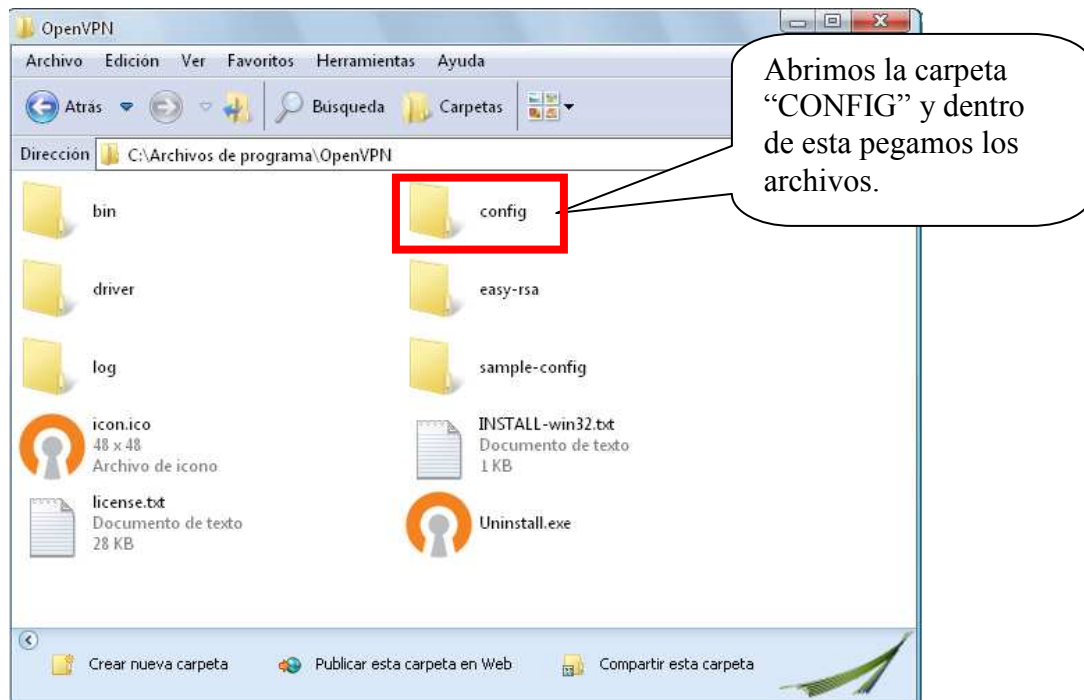 OpenVPN
Archivo Edición Ver Favoritos Herramientas Ayuda
Atrás Búsqueda Carpetas
Dirección C:\Archivos de programa\OpenVPN
Abrimos la carpeta
“CONFIG” y dentro
de esta pegamos los
archivos.
bin
config
driver
easy-rsa
log
sample-config
icon.ico
48 x 48
Archivo de icono
INSTALL-win32.txt
Documento de texto
1 KB
license.txt
Documento de texto
28 KB
Uninstall.exe
Crear nueva carpeta Publicar esta carpeta en Web Compartir esta carpeta